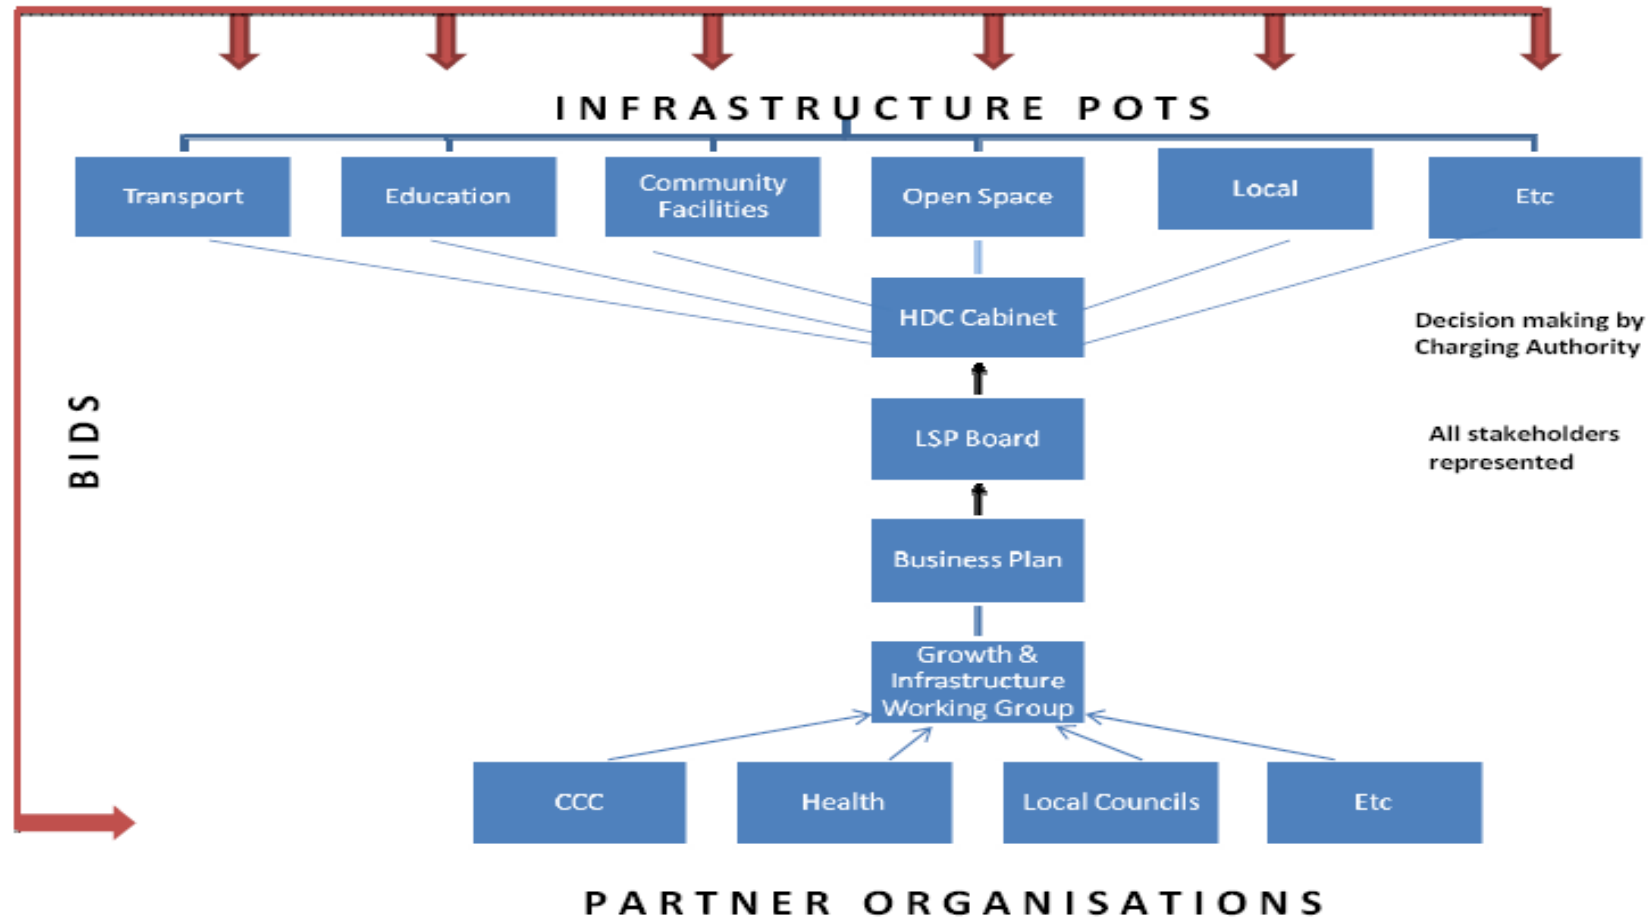 INFRASTRUCTURE POTS
Transport
Education
Community
Facilities
Open Space
Local
Etc
HDC Cabinet
Decision making by
Charging Authority
BIDS
LSP Board
All stakeholders
represented
Business Plan
Growth &
Infrastructure
Working Group
CCC
Health
Local Councils
Etc
PARTNER ORGANISATIONS